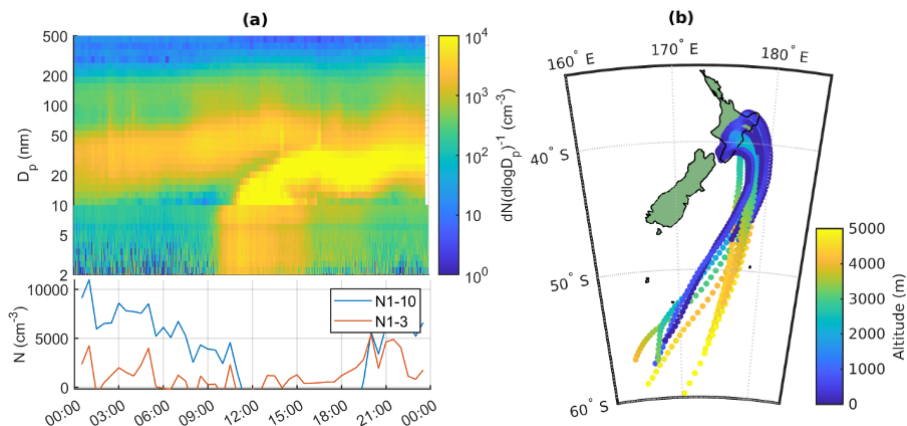 (a)
500
200
100
50
20
10
5
2
D_p (nm)
10^4
10^3
10^2
10
10^0
dN(dlogD_p)^-1 (cm^-3)
10000
5000
0
N (cm^-3)
N1-10
N1-3
00:00
03:00
06:00
09:00
12:00
15:00
18:00
21:00
00:00
(b)
160° E
170° E
180° E
40° S
50° S
60° S
5000
4000
3000
2000
1000
0
Altitude (m)